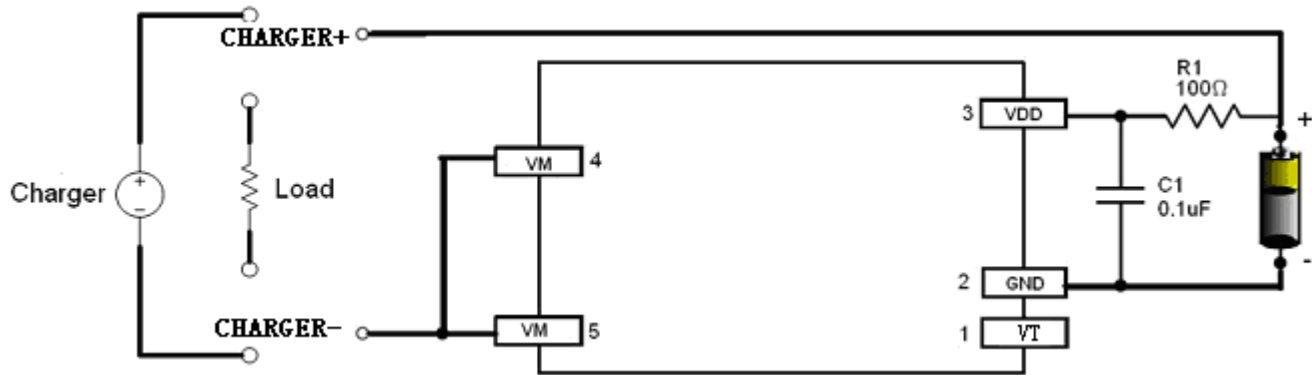 CHARGER+
R1
100Ω
3
VDD
+
VM
4
+
-
Charger
Load
C1
0.1uF
-
2
GND
CHARGER-
VM
5
1
VT